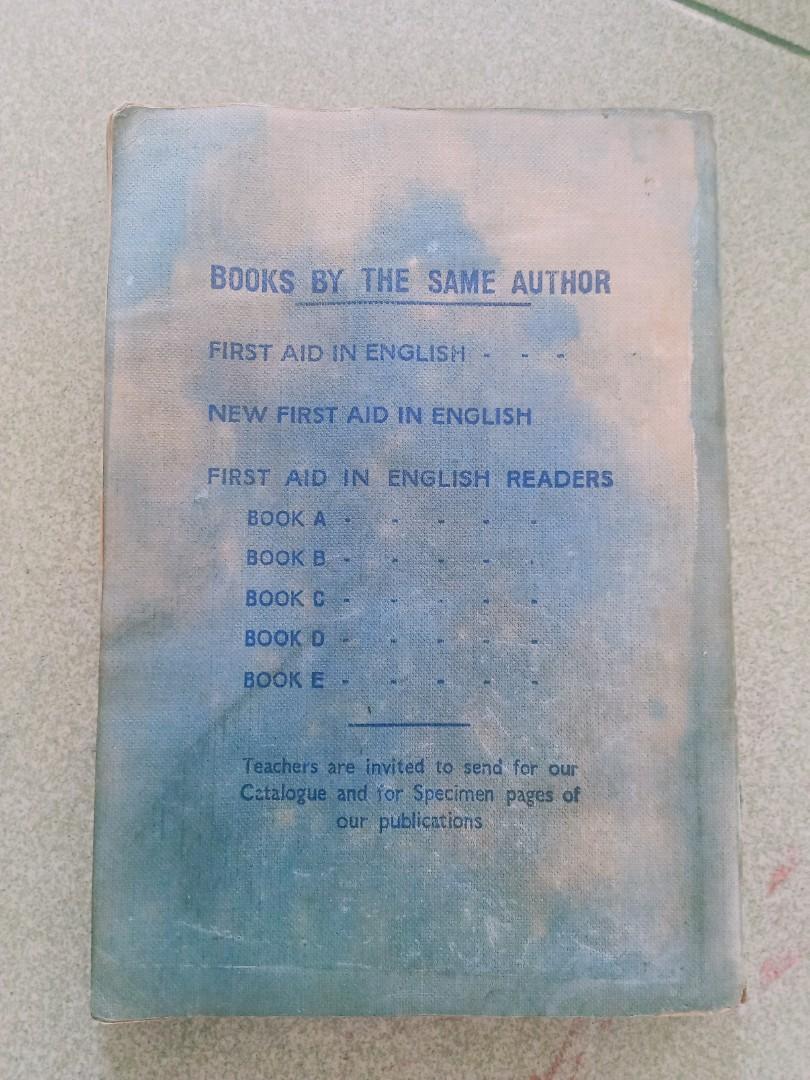 BOOKS BY THE SAME AUTHOR
FIRST AID IN ENGLISH - - -
NEW FIRST AID IN ENGLISH
FIRST AID IN ENGLISH READERS
BOOK A - - - - -
BOOK B - - - - -
BOOK C - - - - -
BOOK D - - - - -
BOOK E - - - - -
Teachers are invited to send for our
Catalogue and for Specimen pages of
our publications